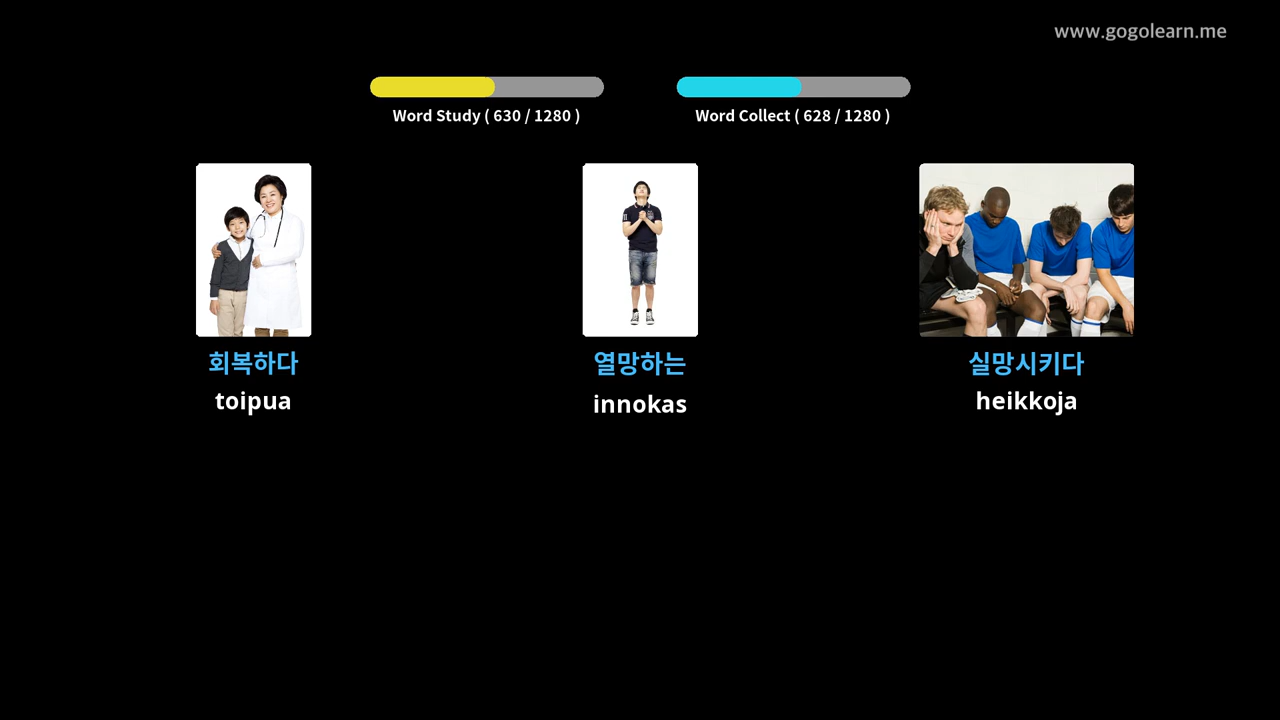 www.gogolearn.me
Word Study ( 630 / 1280 )
Word Collect ( 628 / 1280 )
회복하다
toipua
열망하는
innokas
실망시키다
heikkoja